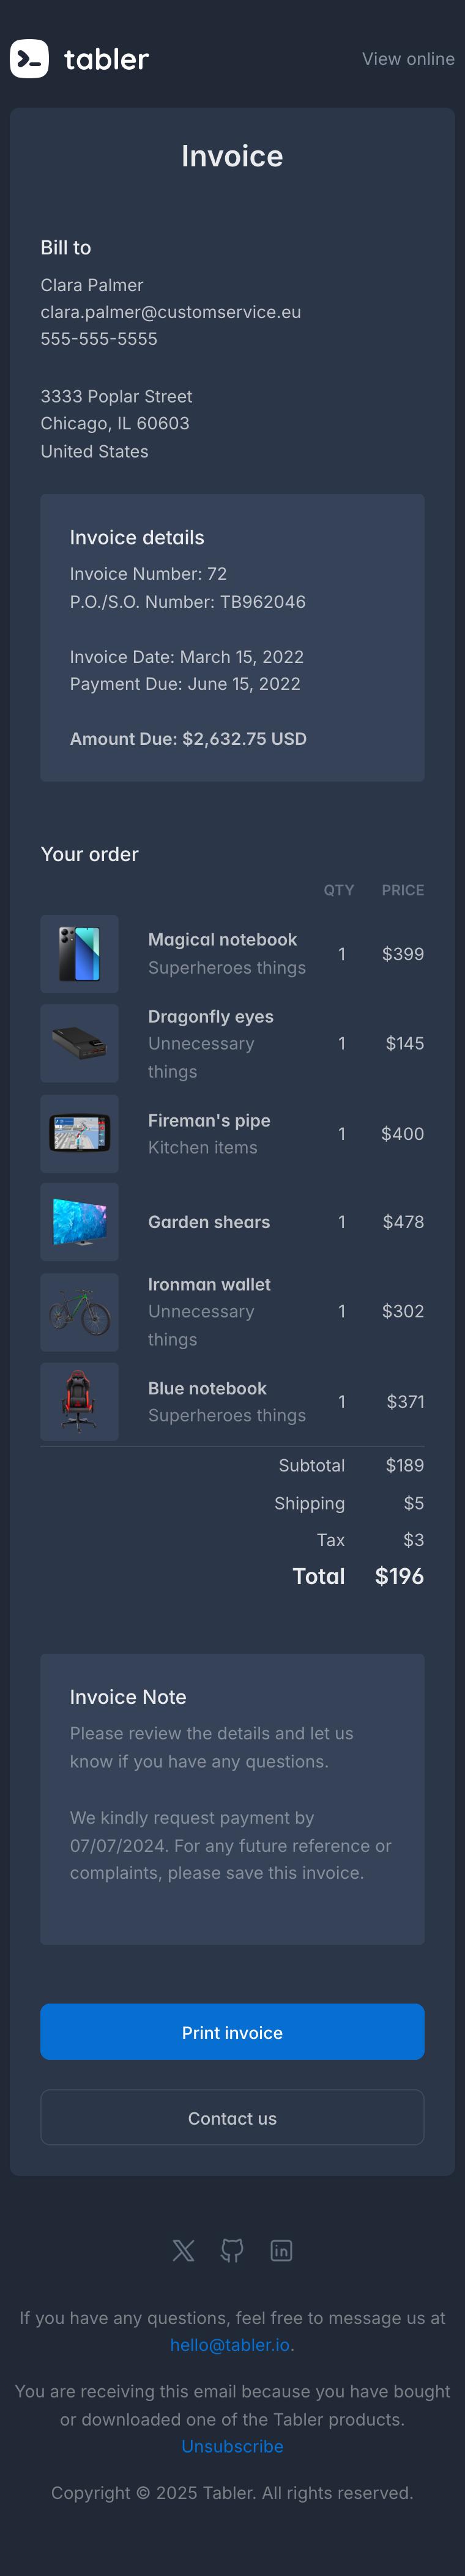 tabler
View online
Invoice
Bill to
Clara Palmer
clara.palmer@customservice.eu
555-555-5555
3333 Poplar Street
Chicago, IL 60603
United States
Invoice details
Invoice Number: 72
P.O./S.O. Number: TB962046
Invoice Date: March 15, 2022
Payment Due: June 15, 2022
Amount Due: $2,632.75 USD
Your order
QTY PRICE
Magical notebook
Superheroes things
1 $399
Dragonfly eyes
Unnecessary
things
1 $145
Fireman's pipe
Kitchen items
1 $400
Garden shears 1 $478
Ironman wallet
Unnecessary
things
1 $302
Blue notebook
Superheroes things
1 $371
Subtotal $189
Shipping $5
Tax $3
Total $196
Invoice Note
Please review the details and let us
know if you have any questions.
We kindly request payment by
07/07/2024. For any future reference or
complaints, please save this invoice.
Print invoice
Contact us
If you have any questions, feel free to message us at
hello@tabler.io.
You are receiving this email because you have bought
or downloaded one of the Tabler products.
Unsubscribe
Copyright © 2025 Tabler. All rights reserved.